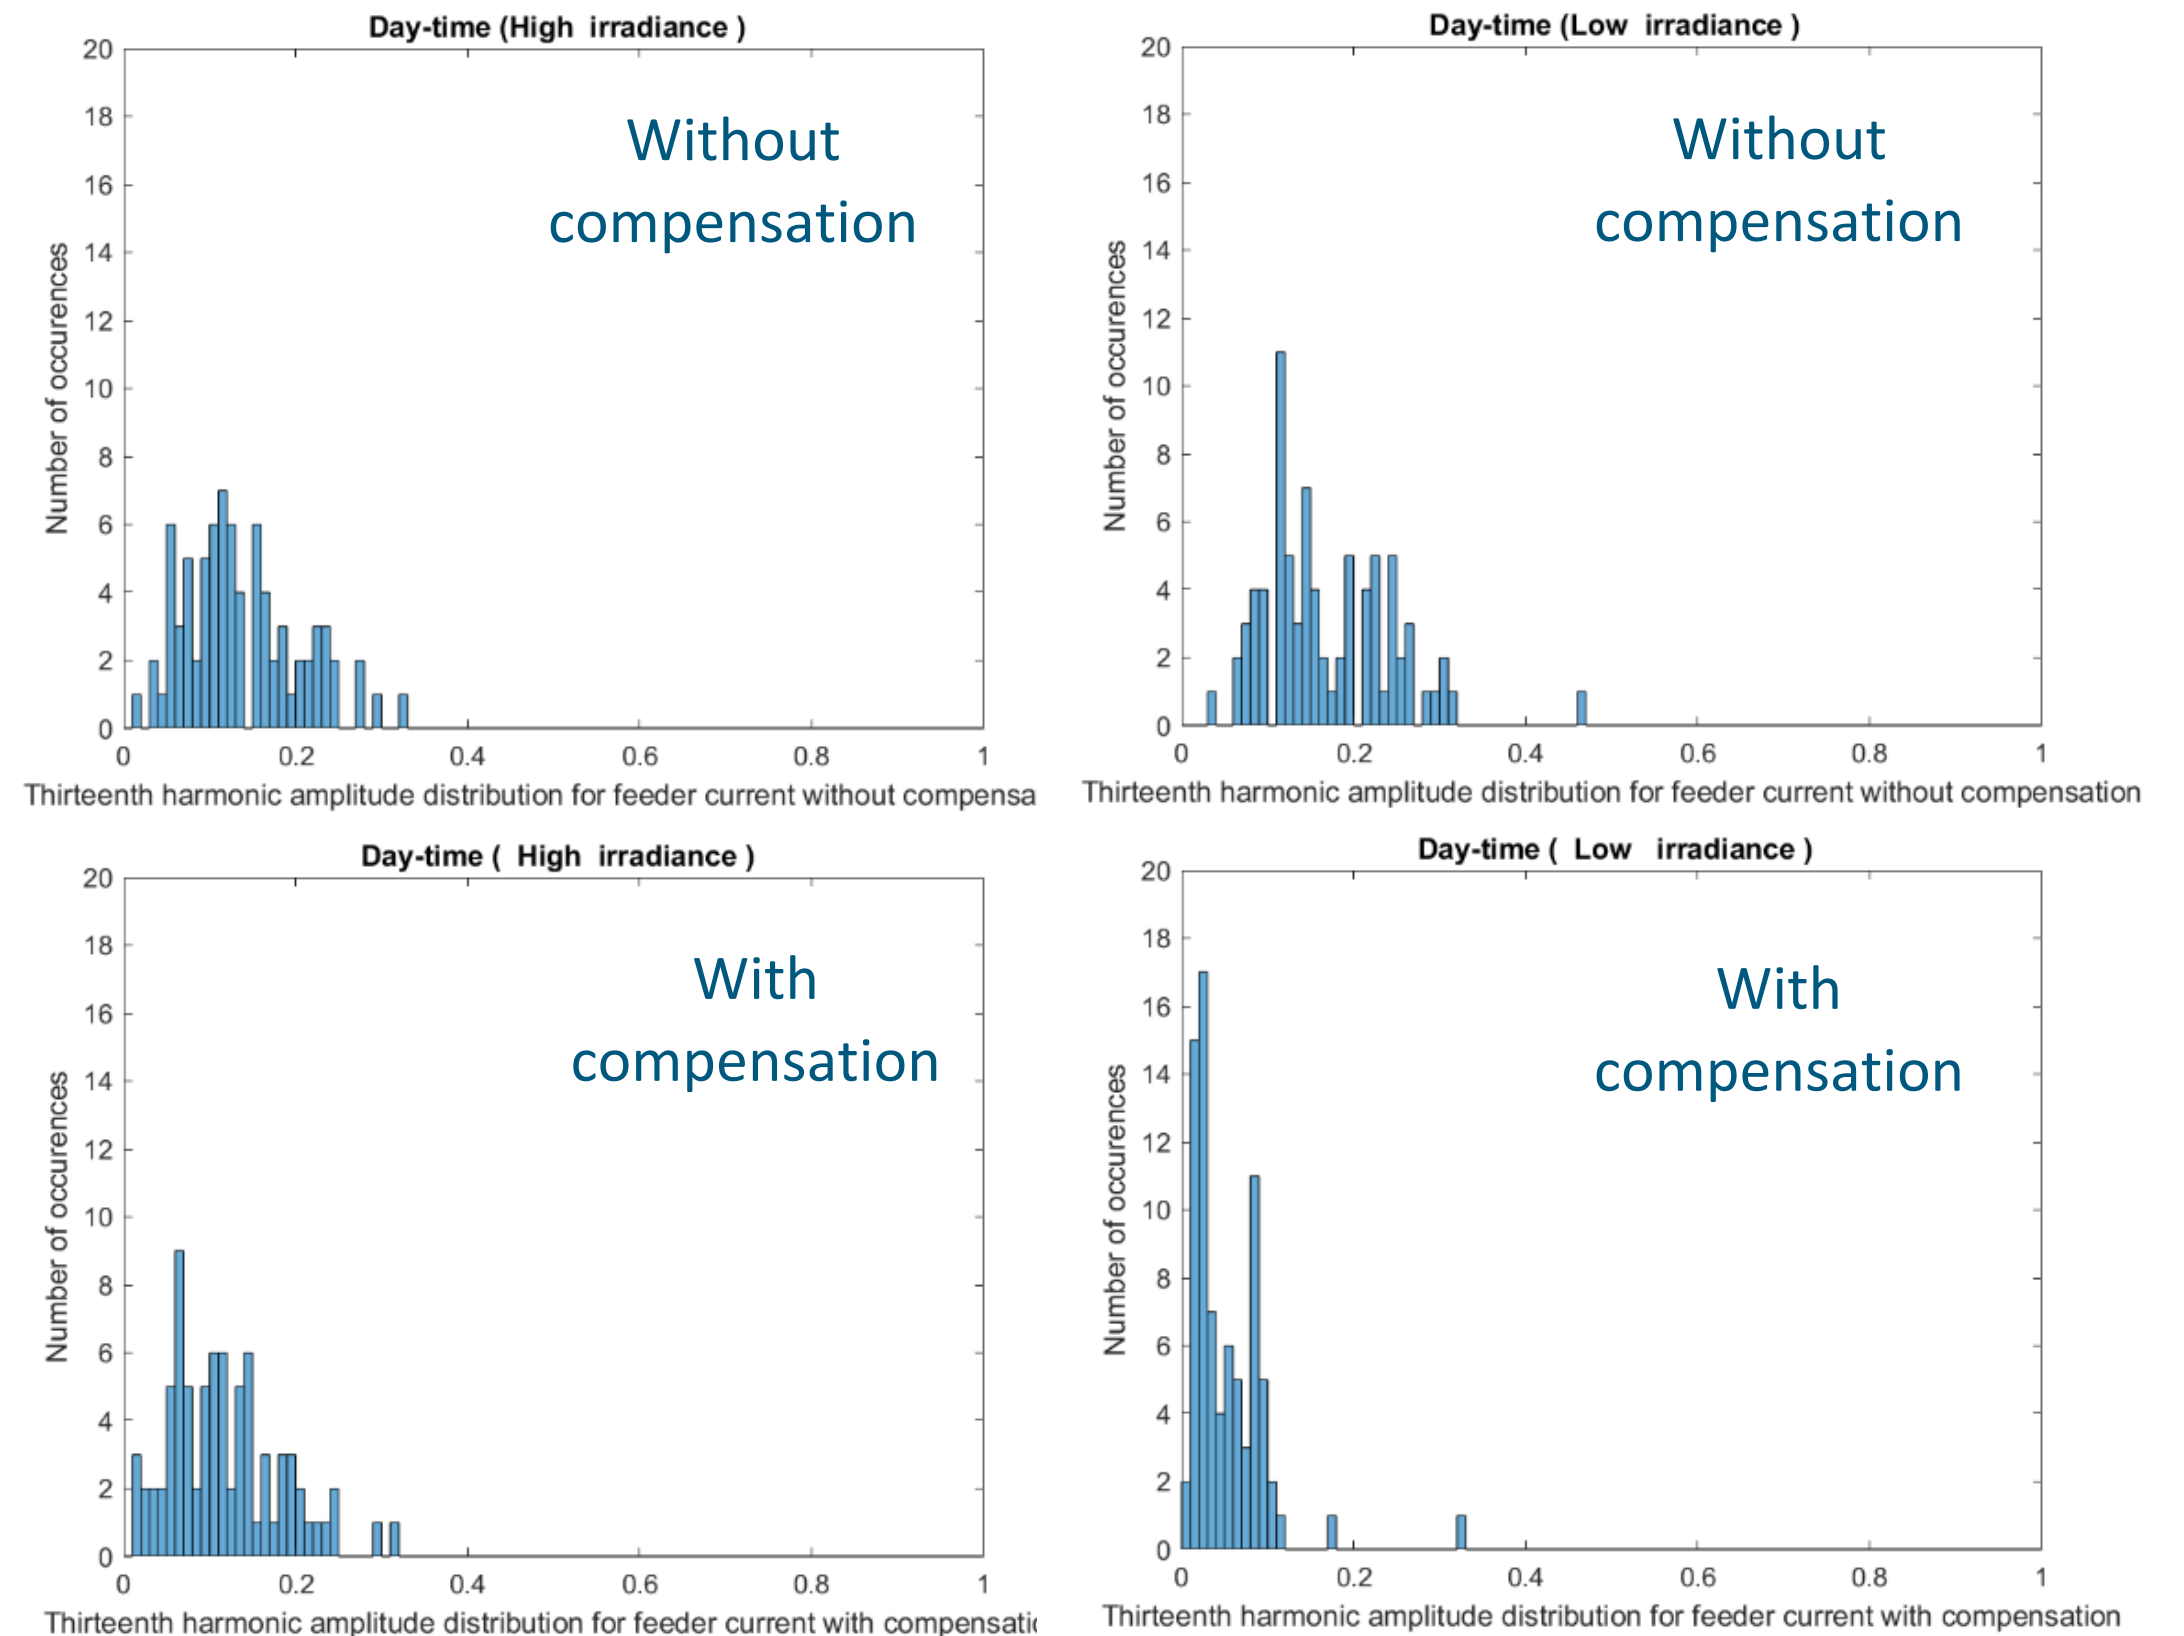 Day-time (High irradiance )
20
18
16
14
12
10
8
6
4
2
0
Number of occurences
Without
compensation
0 0.2 0.4 0.6 0.8 1
Thirteenth harmonic amplitude distribution for feeder current without compensa
Day-time (Low irradiance )
20
18
16
14
12
10
8
6
4
2
0
Number of occurences
Without
compensation
0 0.2 0.4 0.6 0.8 1
Thirteenth harmonic amplitude distribution for feeder current without compensation
Day-time ( High irradiance )
20
18
16
14
12
10
8
6
4
2
0
Number of occurences
With
compensation
0 0.2 0.4 0.6 0.8 1
Thirteenth harmonic amplitude distribution for feeder current with compensatic
Day-time ( Low irradiance )
20
18
16
14
12
10
8
6
4
2
0
Number of occurences
With
compensation
0 0.2 0.4 0.6 0.8 1
Thirteenth harmonic amplitude distribution for feeder current with compensation